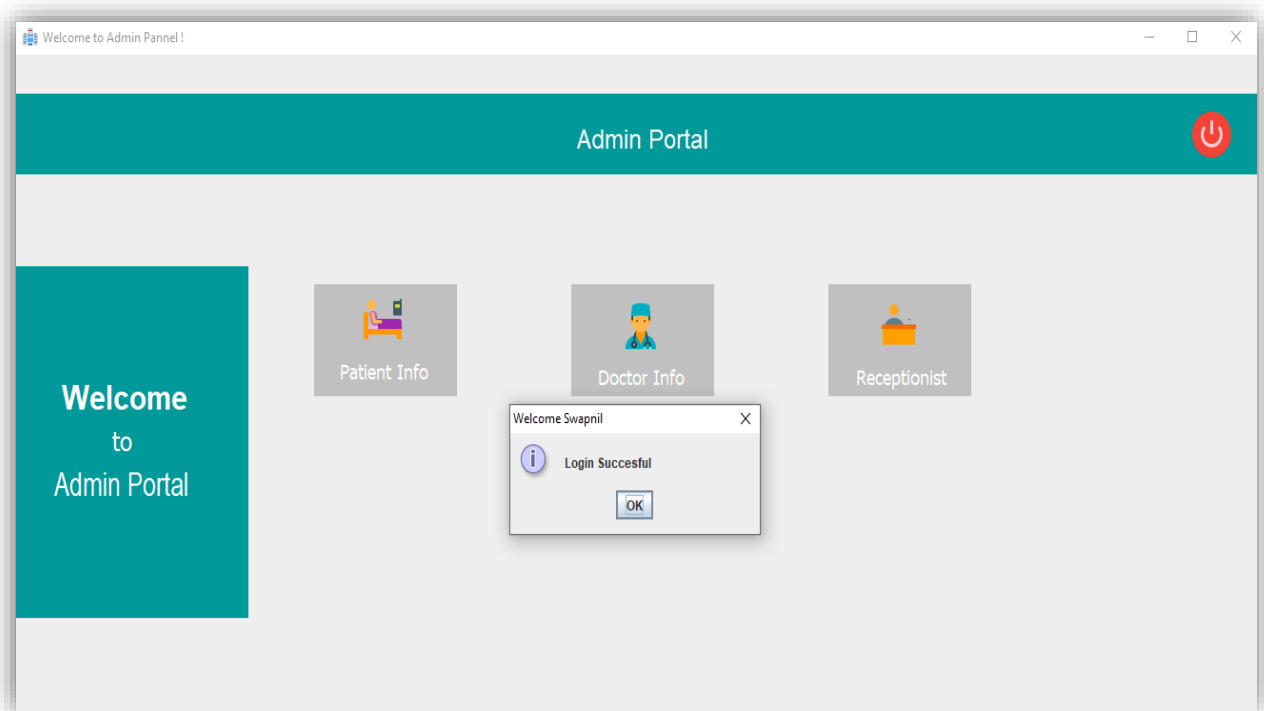 Welcome to Admin Pannel !
Admin Portal
Patient Info
Doctor Info
Receptionist
Welcome
to
Admin Portal
Welcome Swapnil
Login Succesful
OK